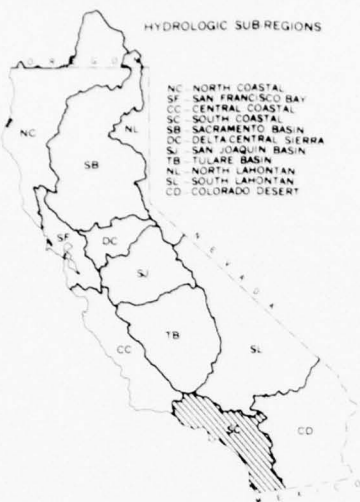 HYDROLOGIC SUB-REGIONS
OREGON
NC - NORTH COASTAL
SF - SAN FRANCISCO BAY
CC - CENTRAL COASTAL
SC - SOUTH COASTAL
SB - SACRAMENTO BASIN
DC - DELTA-CENTRAL SIERRA
SJ - SAN JOAQUIN BASIN
TB - TULARE BASIN
NL - NORTH LAHONTAN
SL - SOUTH LAHONTAN
CD - COLORADO DESERT
NC
NL
SB
SF
DC
NEVADA
SJ
TB
CC
SL
SC
CD
MEXICO